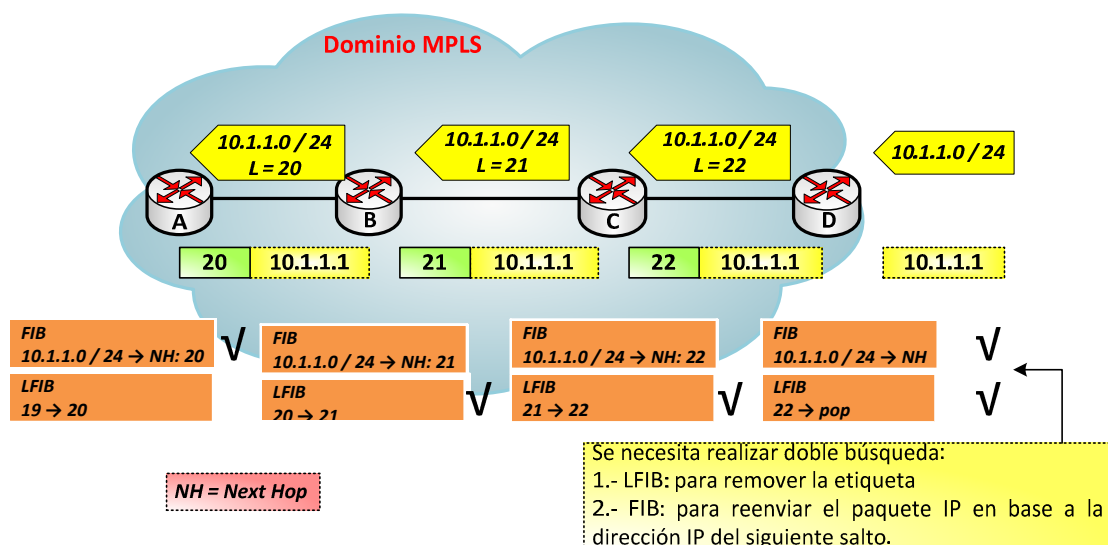 Dominio MPLS
10.1.1.0 / 24
L = 20
10.1.1.0 / 24
L = 21
10.1.1.0 / 24
L = 22
10.1.1.0 / 24
A
B
C
D
20 10.1.1.1
21 10.1.1.1
22 10.1.1.1
10.1.1.1
FIB
10.1.1.0 / 24 → NH: 20
√
LFIB
19 → 20
FIB
10.1.1.0 / 24 → NH: 21
LFIB
20 → 21
√
FIB
10.1.1.0 / 24 → NH: 22
LFIB
21 → 22
√
FIB
10.1.1.0 / 24 → NH
√
LFIB
22 → pop
√
NH = Next Hop
Se necesita realizar doble búsqueda:
1.- LFIB: para remover la etiqueta
2.- FIB: para reenviar el paquete IP en base a la
dirección IP del siguiente salto.